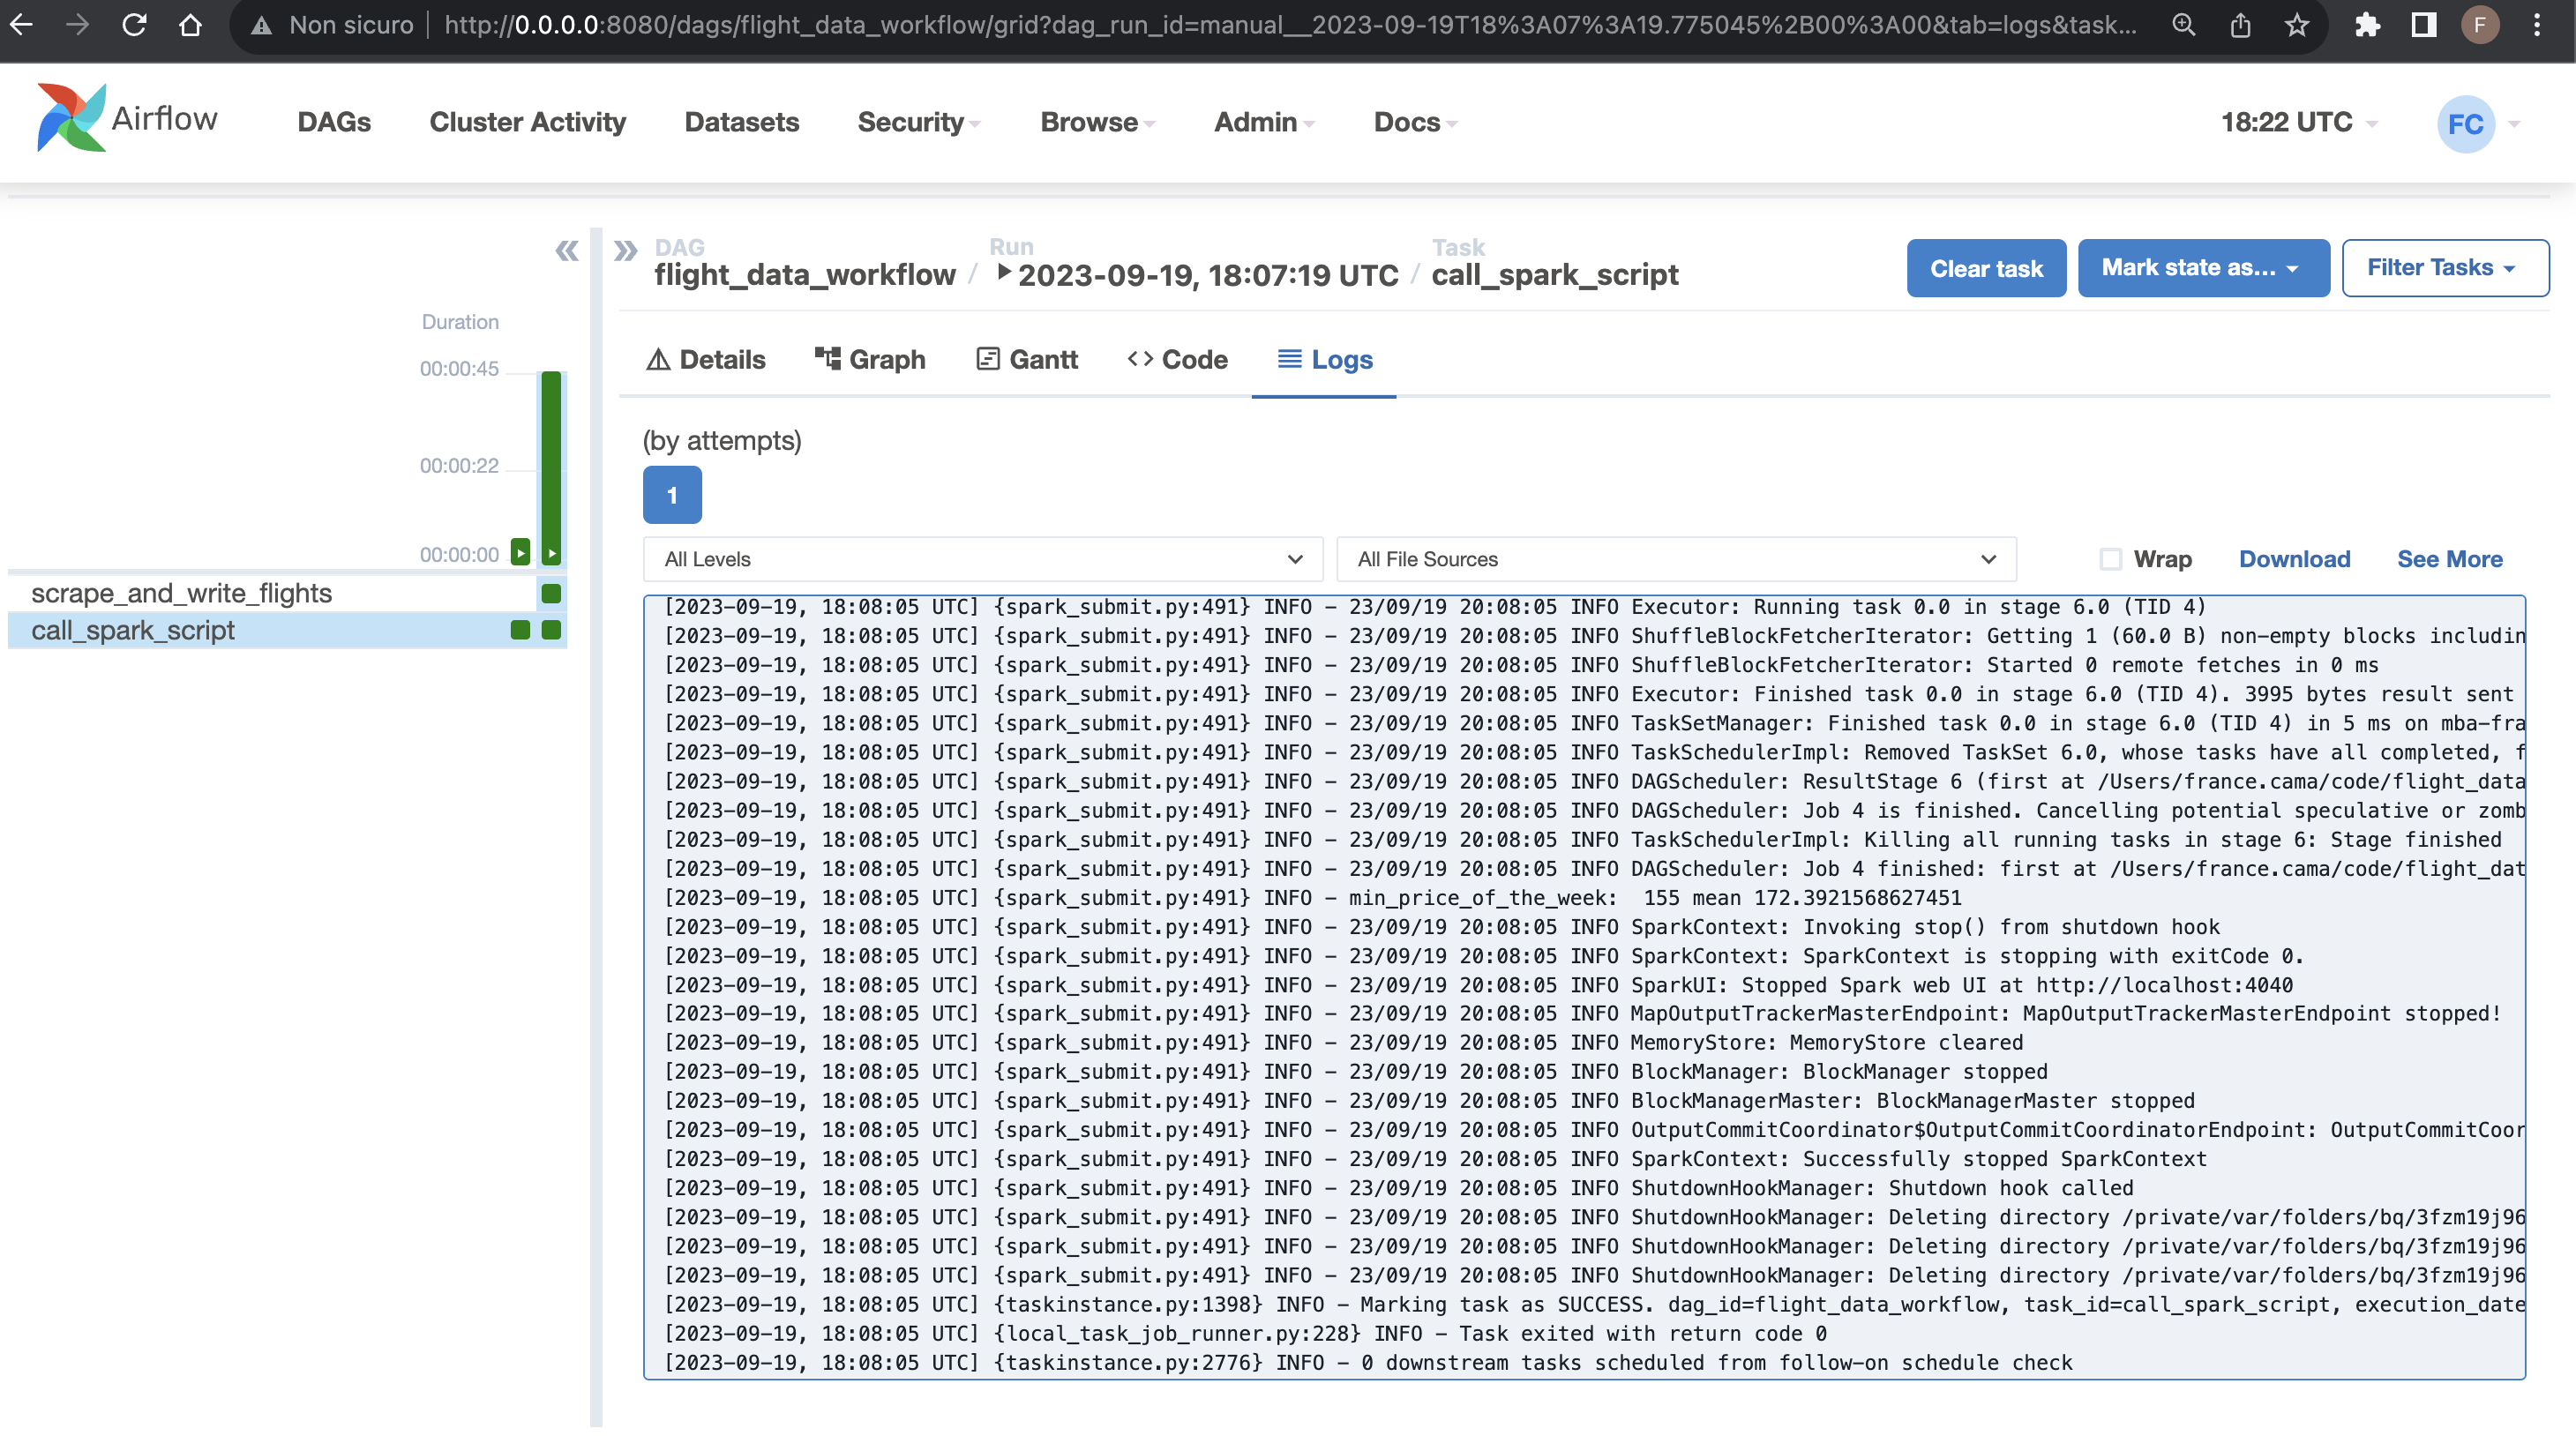 Non sicuro http://0.0.0.0:8080/dags/flight_data_workflow/grid?dag_run_id=manual__2023-09-19T18%3A07%3A19.775045%2B00%3A00&tab=logs&task... F
Airflow DAGs Cluster Activity Datasets Security Browse Admin Docs 18:22 UTC FC
DAG Run Task
flight_data_workflow / 2023-09-19, 18:07:19 UTC / call_spark_script
Clear task Mark state as... Filter Tasks
Duration
00:00:45
00:00:22
00:00:00
scrape_and_write_flights
call_spark_script
Details Graph Gantt Code Logs
(by attempts)
1
All Levels All File Sources Wrap Download See More
[2023-09-19, 18:08:05 UTC] {spark_submit.py:491} INFO - 23/09/19 20:08:05 INFO Executor: Running task 0.0 in stage 6.0 (TID 4)
[2023-09-19, 18:08:05 UTC] {spark_submit.py:491} INFO - 23/09/19 20:08:05 INFO ShuffleBlockFetcherIterator: Getting 1 (60.0 B) non-empty blocks includin
[2023-09-19, 18:08:05 UTC] {spark_submit.py:491} INFO - 23/09/19 20:08:05 INFO ShuffleBlockFetcherIterator: Started 0 remote fetches in 0 ms
[2023-09-19, 18:08:05 UTC] {spark_submit.py:491} INFO - 23/09/19 20:08:05 INFO Executor: Finished task 0.0 in stage 6.0 (TID 4). 3995 bytes result sent
[2023-09-19, 18:08:05 UTC] {spark_submit.py:491} INFO - 23/09/19 20:08:05 INFO TaskSetManager: Finished task 0.0 in stage 6.0 (TID 4) in 5 ms on mba-fra
[2023-09-19, 18:08:05 UTC] {spark_submit.py:491} INFO - 23/09/19 20:08:05 INFO TaskSchedulerImpl: Removed TaskSet 6.0, whose tasks have all completed, f
[2023-09-19, 18:08:05 UTC] {spark_submit.py:491} INFO - 23/09/19 20:08:05 INFO DAGScheduler: ResultStage 6 (first at /Users/france.cama/code/flight_data
[2023-09-19, 18:08:05 UTC] {spark_submit.py:491} INFO - 23/09/19 20:08:05 INFO DAGScheduler: Job 4 is finished. Cancelling potential speculative or zomb
[2023-09-19, 18:08:05 UTC] {spark_submit.py:491} INFO - 23/09/19 20:08:05 INFO TaskSchedulerImpl: Killing all running tasks in stage 6: Stage finished
[2023-09-19, 18:08:05 UTC] {spark_submit.py:491} INFO - 23/09/19 20:08:05 INFO DAGScheduler: Job 4 finished: first at /Users/france.cama/code/flight_dat
[2023-09-19, 18:08:05 UTC] {spark_submit.py:491} INFO - min_price_of_the_week:  155 mean 172.3921568627451
[2023-09-19, 18:08:05 UTC] {spark_submit.py:491} INFO - 23/09/19 20:08:05 INFO SparkContext: Invoking stop() from shutdown hook
[2023-09-19, 18:08:05 UTC] {spark_submit.py:491} INFO - 23/09/19 20:08:05 INFO SparkContext: SparkContext is stopping with exitCode 0.
[2023-09-19, 18:08:05 UTC] {spark_submit.py:491} INFO - 23/09/19 20:08:05 INFO SparkUI: Stopped Spark web UI at http://localhost:4040
[2023-09-19, 18:08:05 UTC] {spark_submit.py:491} INFO - 23/09/19 20:08:05 INFO MapOutputTrackerMasterEndpoint: MapOutputTrackerMasterEndpoint stopped!
[2023-09-19, 18:08:05 UTC] {spark_submit.py:491} INFO - 23/09/19 20:08:05 INFO MemoryStore: MemoryStore cleared
[2023-09-19, 18:08:05 UTC] {spark_submit.py:491} INFO - 23/09/19 20:08:05 INFO BlockManager: BlockManager stopped
[2023-09-19, 18:08:05 UTC] {spark_submit.py:491} INFO - 23/09/19 20:08:05 INFO BlockManagerMaster: BlockManagerMaster stopped
[2023-09-19, 18:08:05 UTC] {spark_submit.py:491} INFO - 23/09/19 20:08:05 INFO OutputCommitCoordinator$OutputCommitCoordinatorEndpoint: OutputCommitCoor
[2023-09-19, 18:08:05 UTC] {spark_submit.py:491} INFO - 23/09/19 20:08:05 INFO SparkContext: Successfully stopped SparkContext
[2023-09-19, 18:08:05 UTC] {spark_submit.py:491} INFO - 23/09/19 20:08:05 INFO ShutdownHookManager: Shutdown hook called
[2023-09-19, 18:08:05 UTC] {spark_submit.py:491} INFO - 23/09/19 20:08:05 INFO ShutdownHookManager: Deleting directory /private/var/folders/bq/3fzm19j96
[2023-09-19, 18:08:05 UTC] {spark_submit.py:491} INFO - 23/09/19 20:08:05 INFO ShutdownHookManager: Deleting directory /private/var/folders/bq/3fzm19j96
[2023-09-19, 18:08:05 UTC] {spark_submit.py:491} INFO - 23/09/19 20:08:05 INFO ShutdownHookManager: Deleting directory /private/var/folders/bq/3fzm19j96
[2023-09-19, 18:08:05 UTC] {taskinstance.py:1398} INFO - Marking task as SUCCESS. dag_id=flight_data_workflow, task_id=call_spark_script, execution_date
[2023-09-19, 18:08:05 UTC] {local_task_job_runner.py:228} INFO - Task exited with return code 0
[2023-09-19, 18:08:05 UTC] {taskinstance.py:2776} INFO - 0 downstream tasks scheduled from follow-on schedule check